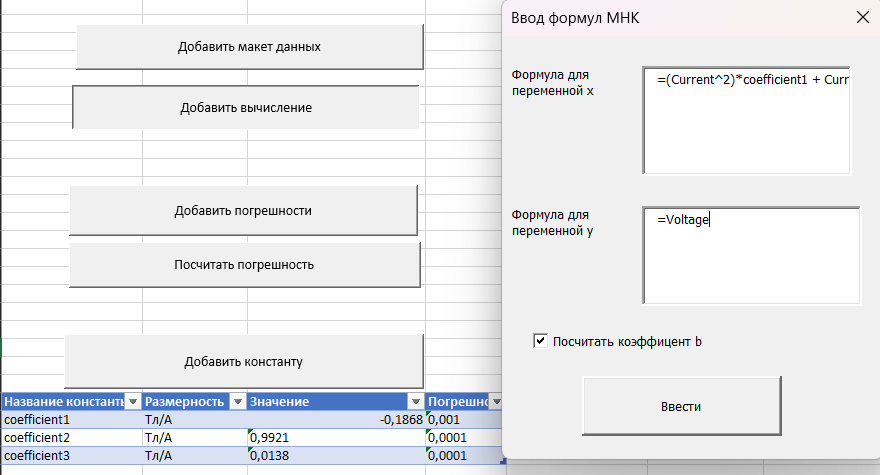 Добавить макет данных
Добавить вычисление
Добавить погрешности
Посчитать погрешность
Добавить константу
Название константы Размерность Значение Погрешно
coefficient1 Тл/А -0,1868 0,001
coefficient2 Тл/А 0,9921 0,0001
coefficient3 Тл/А 0,0138 0,0001
Ввод формул МНК
Формула для
переменной x
=(Current^2)*coefficient1 + Curr
Формула для
переменной y
=Voltage
Посчитать коэффицент b
Ввести